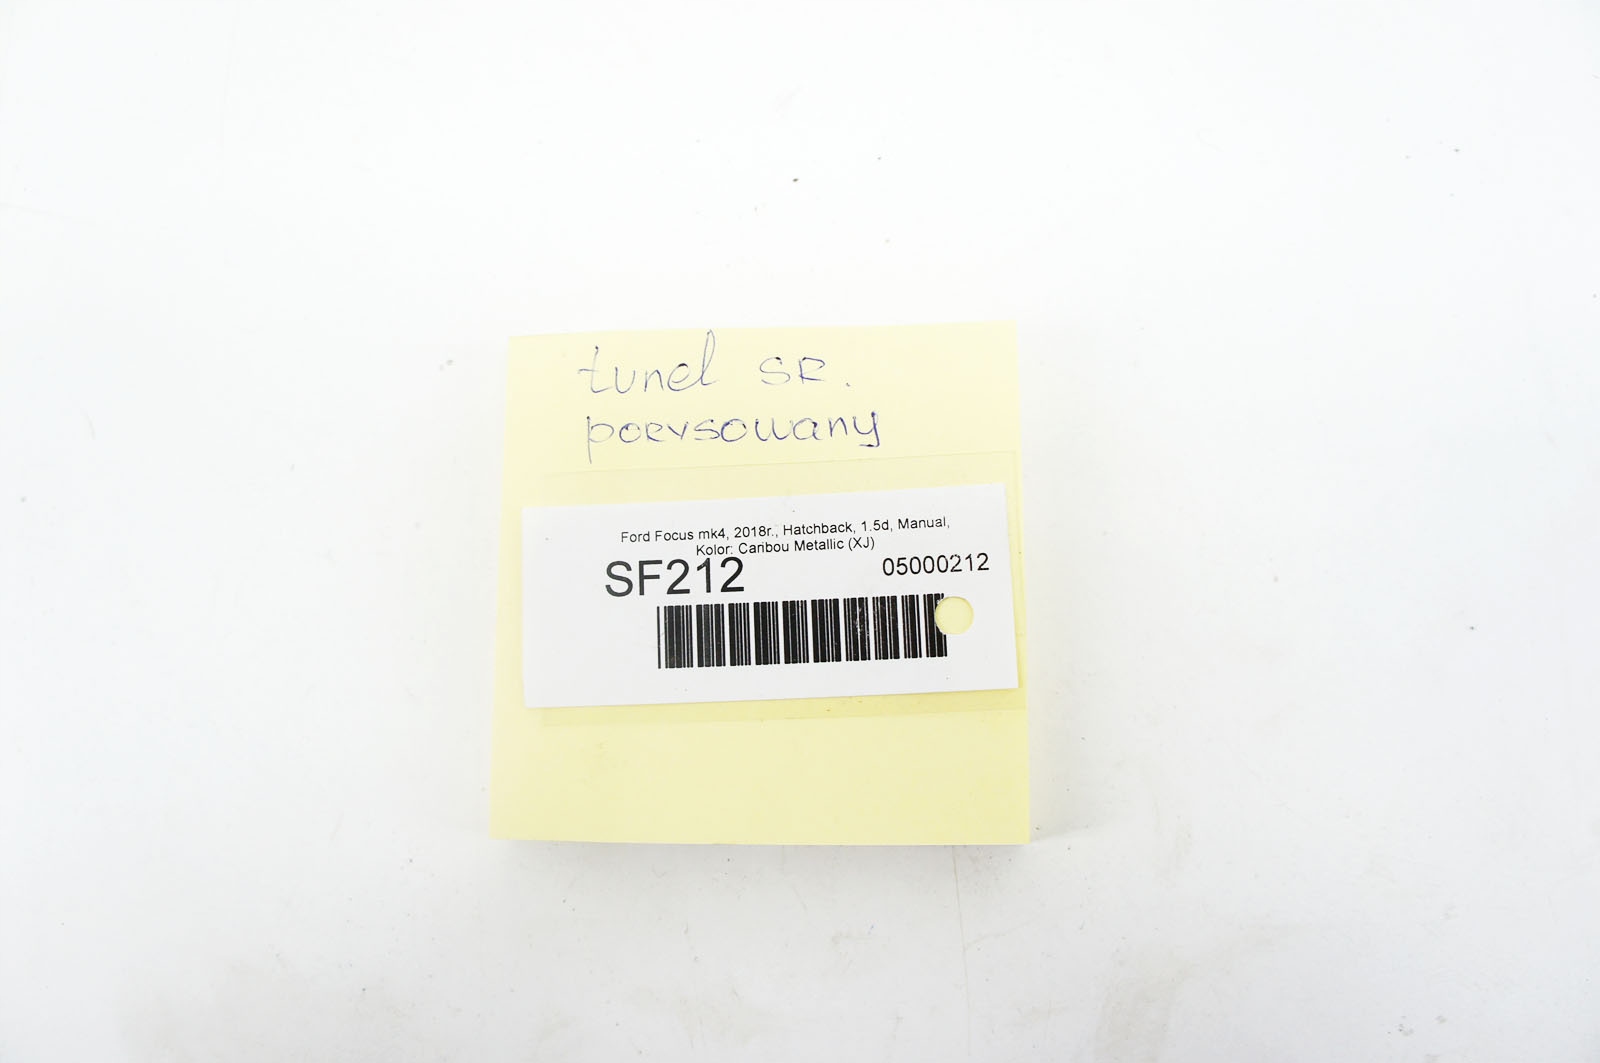 tunel SR.
porysowany
Ford Focus mk4, 2018r., Hatchback, 1.5d, Manual,
Kolor: Caribou Metallic (XJ)
SF212
05000212